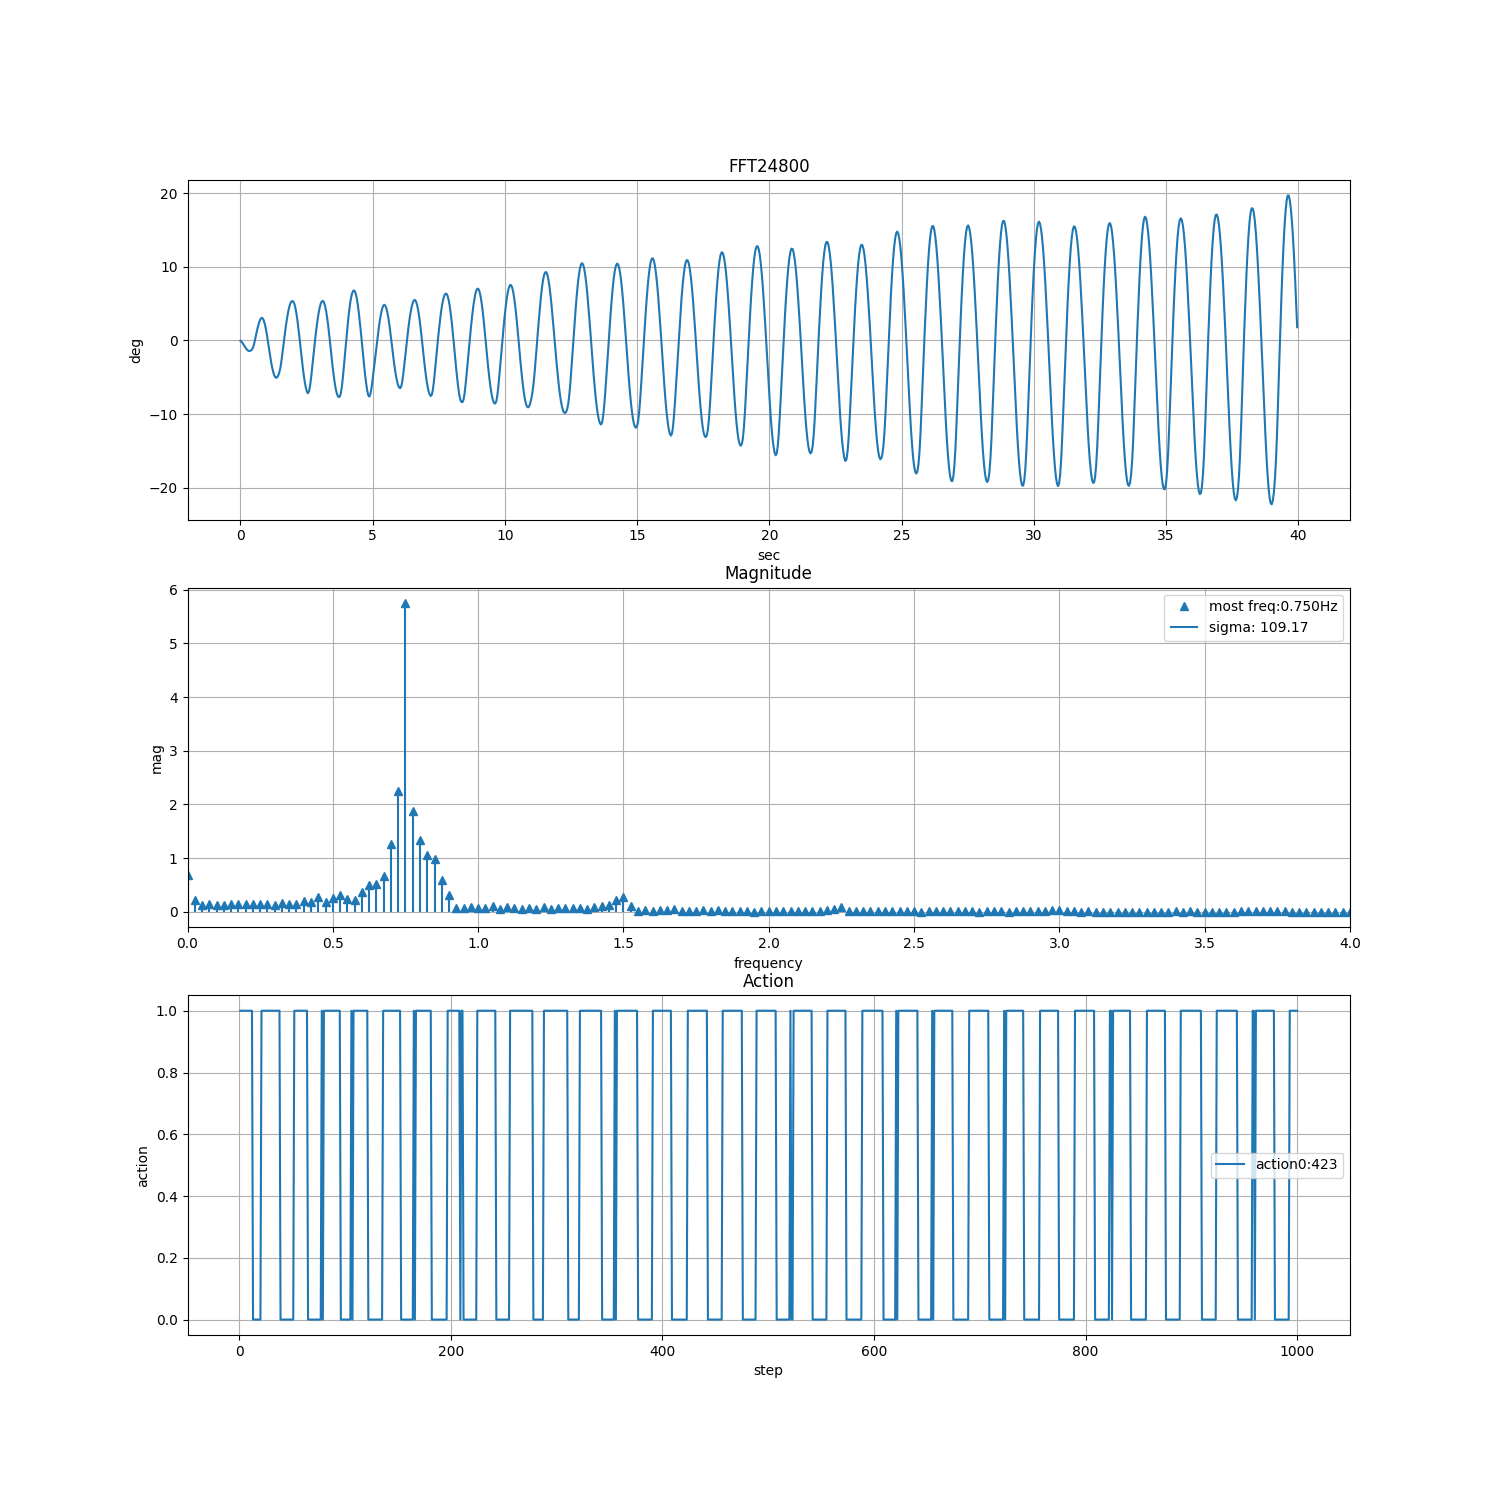 FFT24800
20
10
0
−10
−20
deg
0 5 10 15 20 25 30 35 40
sec
Magnitude
6
5
4
3
2
1
0
mag
most freq:0.750Hz
sigma: 109.17
0.0 0.5 1.0 1.5 2.0 2.5 3.0 3.5 4.0
frequency
Action
1.0
0.8
0.6
0.4
0.2
0.0
action
action0:423
0 200 400 600 800 1000
step